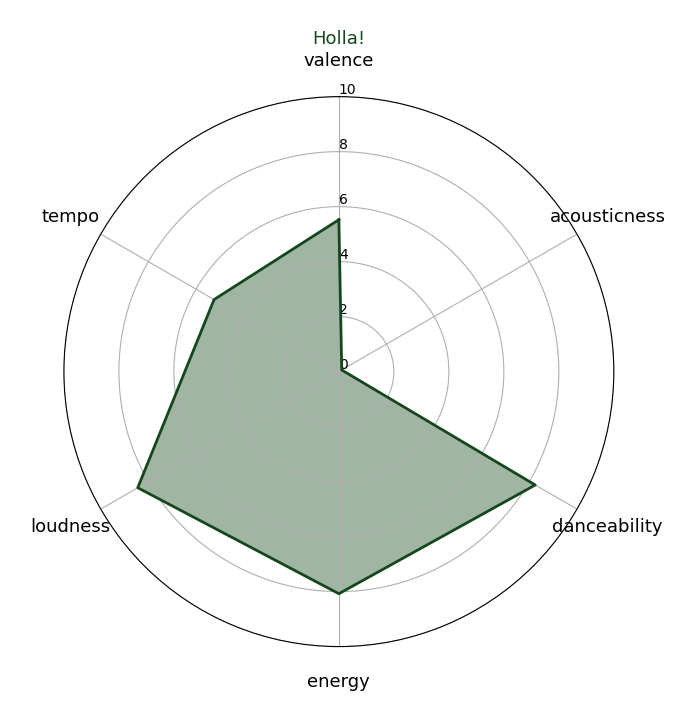 Holla!
valence
10
8
tempo
acousticness
6
4
2
0
loudness
danceability
energy